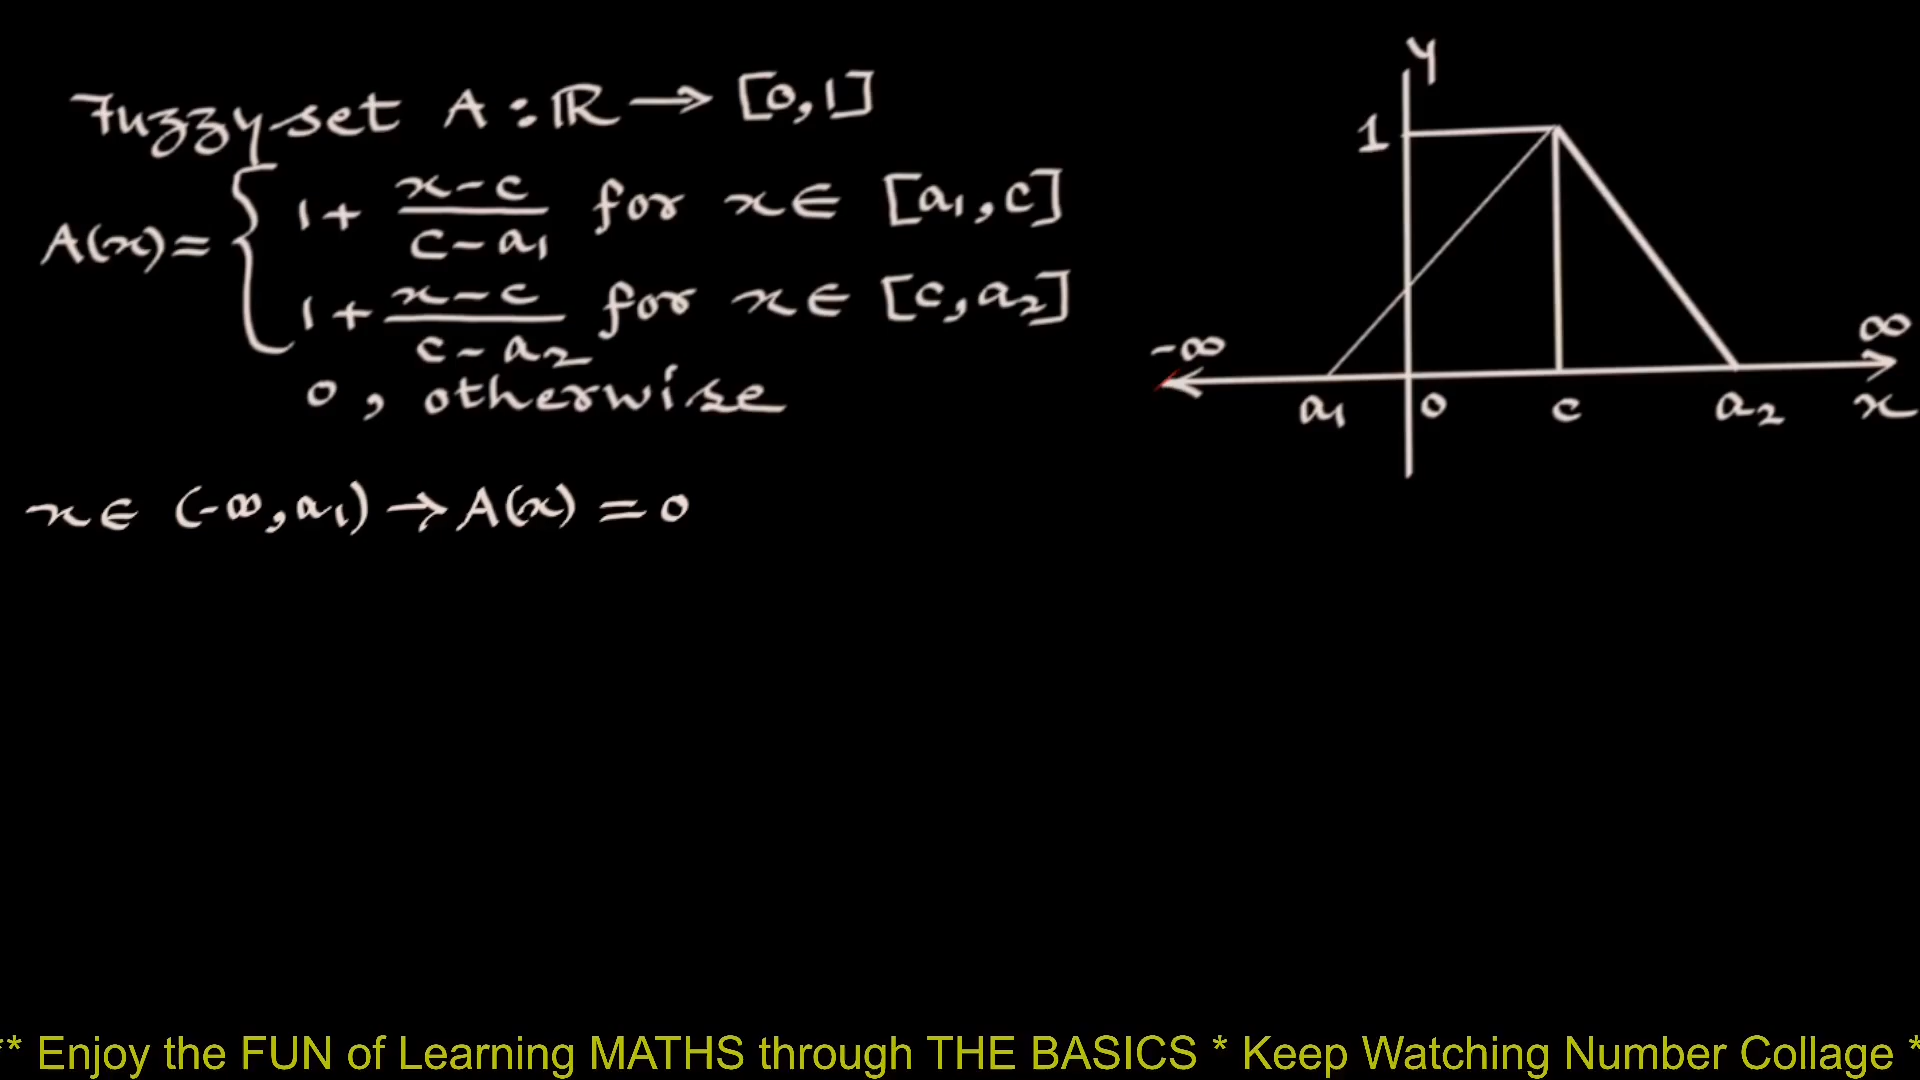 Fuzzy set A : ℝ → [0,1]
A(x) = { 1 + (x-c)/(c-a₁) for x ∈ [a₁, c]
1 + (x-c)/(c-a₂) for x ∈ [c, a₂]
0, otherwise
x ∈ (-∞, a₁) → A(x) = 0
y
1
-∞ ∞
a₁ 0 c a₂ x
** Enjoy the FUN of Learning MATHS through THE BASICS * Keep Watching Number Collage *